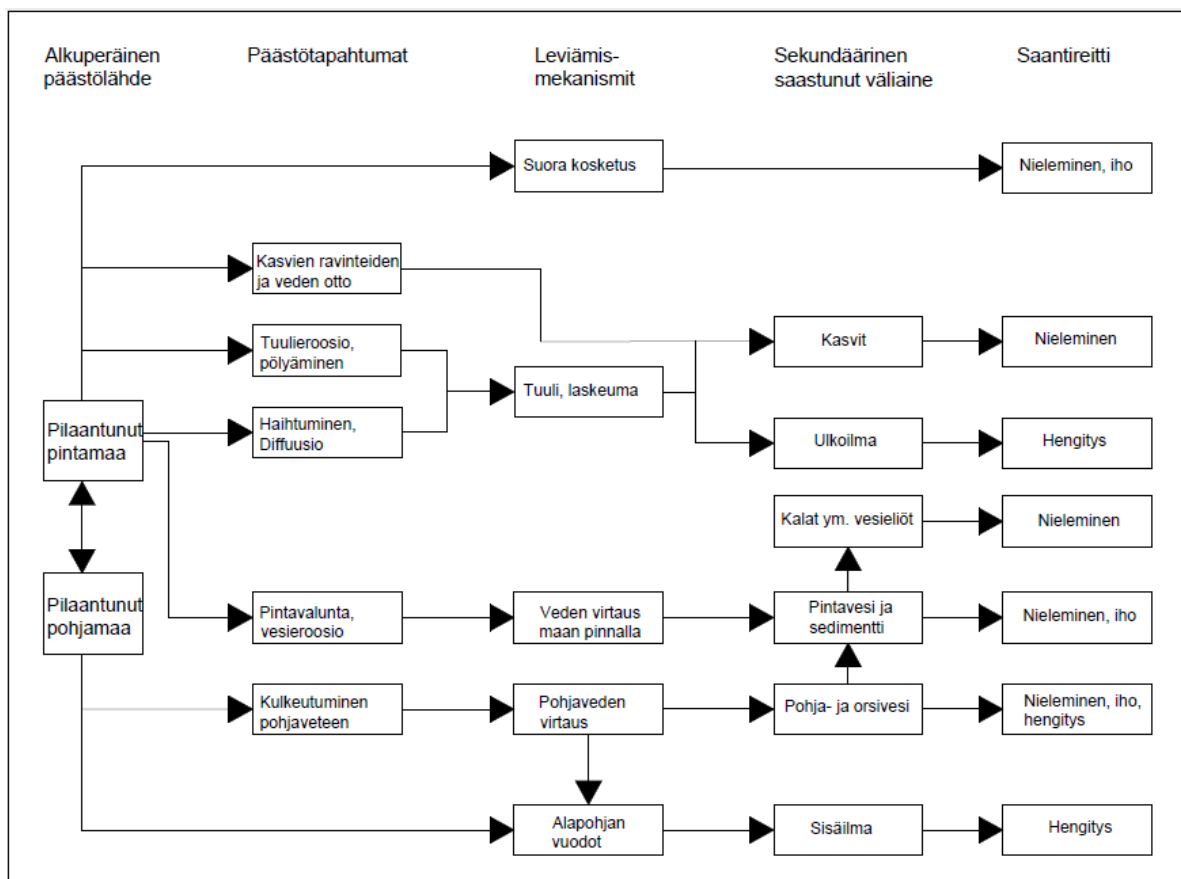 Alkuperäinen
päästölähde
Päästötapahtumat
Leviämis-
mekanismit
Sekundäärinen
saastunut väliaine
Saantireitti
Suora kosketus
Nieleminen, iho
Kasvien ravinteiden
ja veden otto
Tuulieroosio,
pölyäminen
Kasvit
Nieleminen
Tuuli, laskeuma
Pilaantunut
pintamaa
Haihtuminen,
Diffuusio
Ulkoilma
Hengitys
Kalat ym. vesieliöt
Nieleminen
Pilaantunut
pohjamaa
Pintavalunta,
vesieroosio
Veden virtaus
maan pinnalla
Pintavesi ja
sedimentti
Nieleminen, iho
Kulkeutuminen
pohjaveteen
Pohjaveden
virtaus
Pohja- ja orsivesi
Nieleminen, iho,
hengitys
Alapohjan
vuodot
Sisäilma
Hengitys